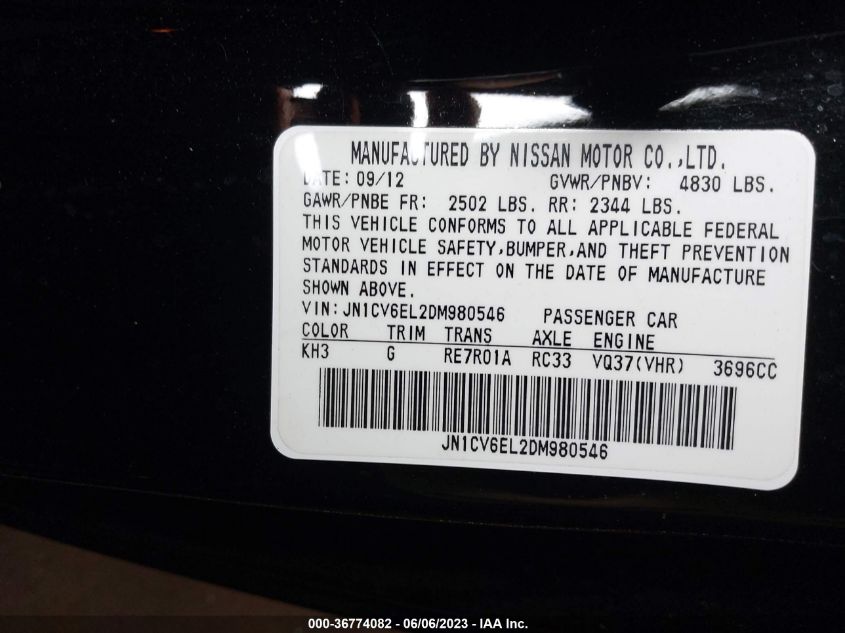 MANUFACTURED BY NISSAN MOTOR CO.,LTD.
DATE: 09/12 GVWR/PNBV: 4830 LBS.
GAWR/PNBE FR: 2502 LBS. RR: 2344 LBS.
THIS VEHICLE CONFORMS TO ALL APPLICABLE FEDERAL
MOTOR VEHICLE SAFETY,BUMPER,AND THEFT PREVENTION
STANDARDS IN EFFECT ON THE DATE OF MANUFACTURE
SHOWN ABOVE.
VIN:JN1CV6EL2DM980546 PASSENGER CAR
COLOR TRIM TRANS AXLE ENGINE
KH3 G RE7R01A RC33 VQ37(VHR) 3696CC
JN1CV6EL2DM980546
000-36774082 - 06/06/2023 - IAA Inc.